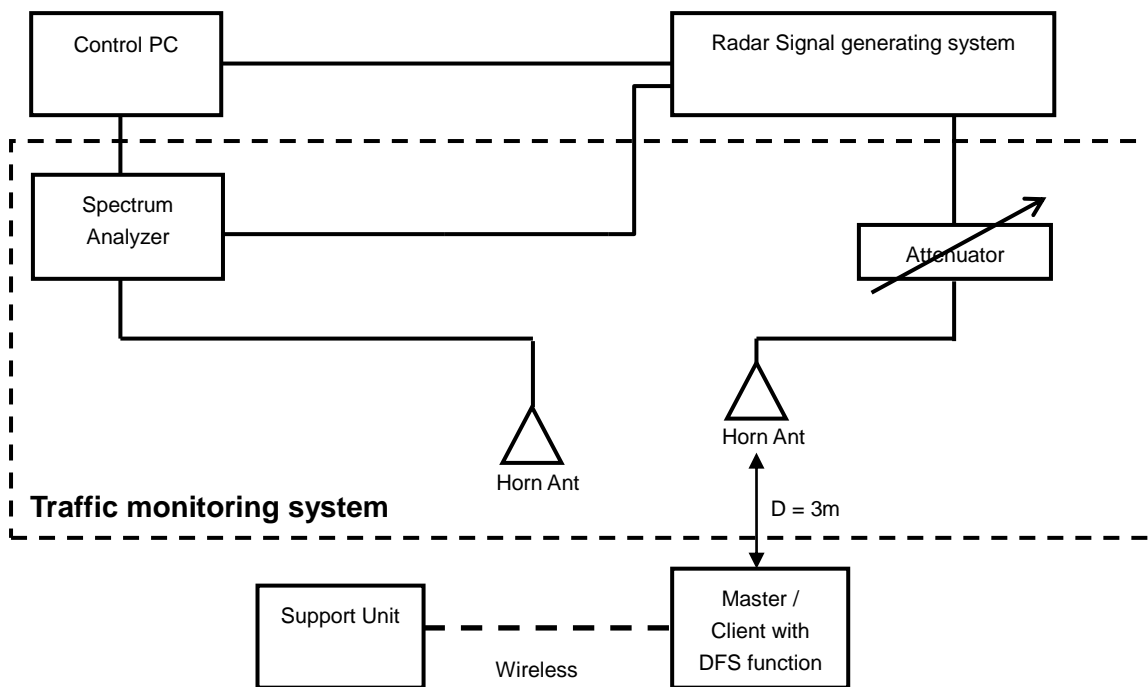 Control PC
Radar Signal generating system
Spectrum
Analyzer
Attenuator
Horn Ant
Horn Ant
Traffic monitoring system
D = 3m
Support Unit
Wireless
Master /
Client with
DFS function